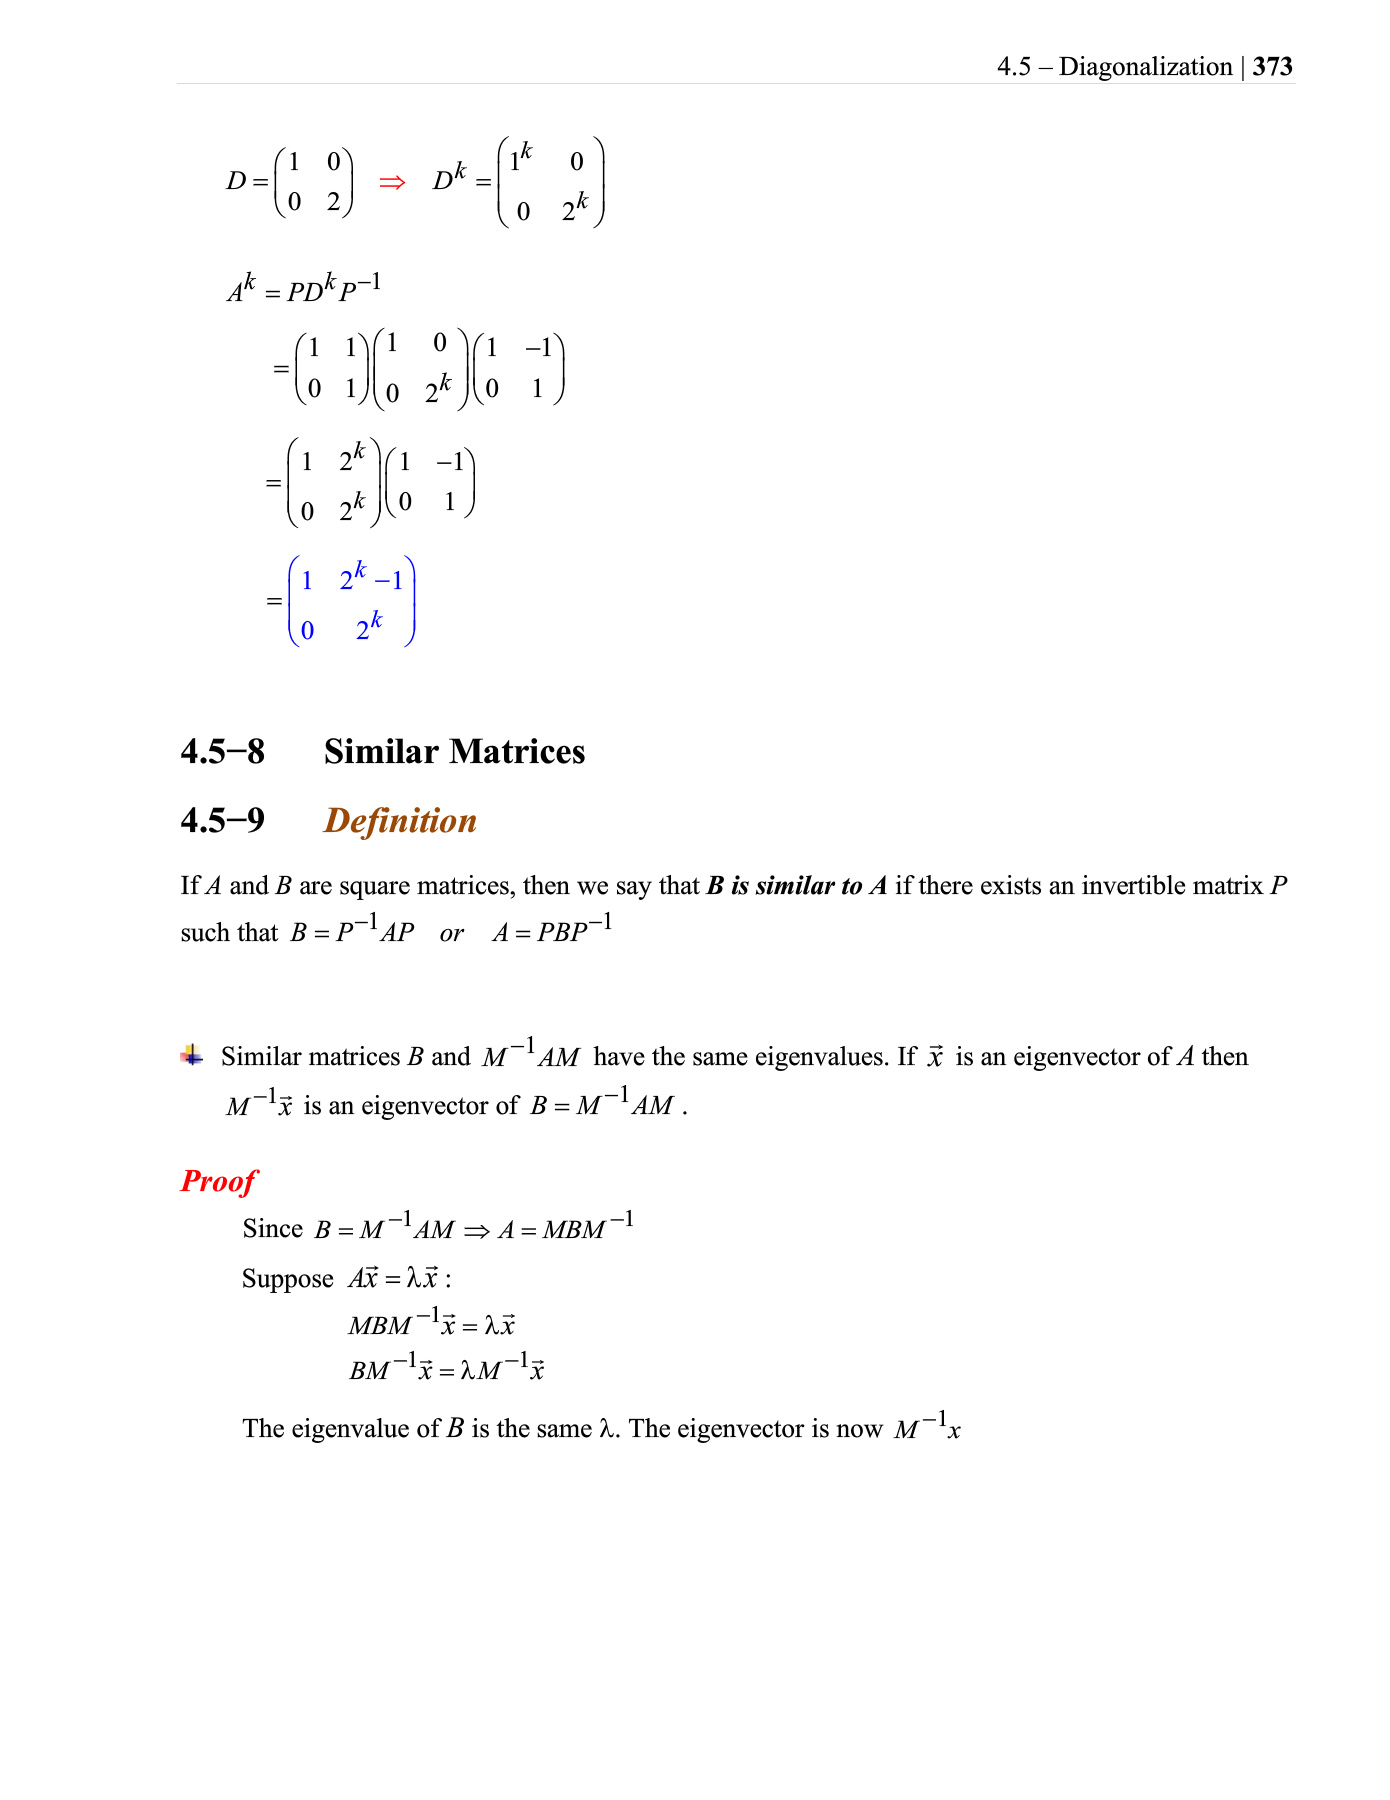 4.5 – Diagonalization | 373
D = \begin{pmatrix} 1 & 0 \\ 0 & 2 \end{pmatrix} ⇒ D^k = \begin{pmatrix} 1^k & 0 \\ 0 & 2^k \end{pmatrix}
A^k = PD^kP^{-1}
= \begin{pmatrix} 1 & 1 \\ 0 & 1 \end{pmatrix} \begin{pmatrix} 1 & 0 \\ 0 & 2^k \end{pmatrix} \begin{pmatrix} 1 & -1 \\ 0 & 1 \end{pmatrix}
= \begin{pmatrix} 1 & 2^k \\ 0 & 2^k \end{pmatrix} \begin{pmatrix} 1 & -1 \\ 0 & 1 \end{pmatrix}
= \begin{pmatrix} 1 & 2^k - 1 \\ 0 & 2^k \end{pmatrix}
4.5−8 Similar Matrices
4.5−9 Definition
If A and B are square matrices, then we say that B is similar to A if there exists an invertible matrix P
such that B = P^{-1}AP or A = PBP^{-1}
Similar matrices B and M^{-1}AM have the same eigenvalues. If \vec{x} is an eigenvector of A then
M^{-1}\vec{x} is an eigenvector of B = M^{-1}AM .
Proof
Since B = M^{-1}AM ⇒ A = MBM^{-1}
Suppose A\vec{x} = λ\vec{x} :
MBM^{-1}\vec{x} = λ\vec{x}
BM^{-1}\vec{x} = λM^{-1}\vec{x}
The eigenvalue of B is the same λ. The eigenvector is now M^{-1}x